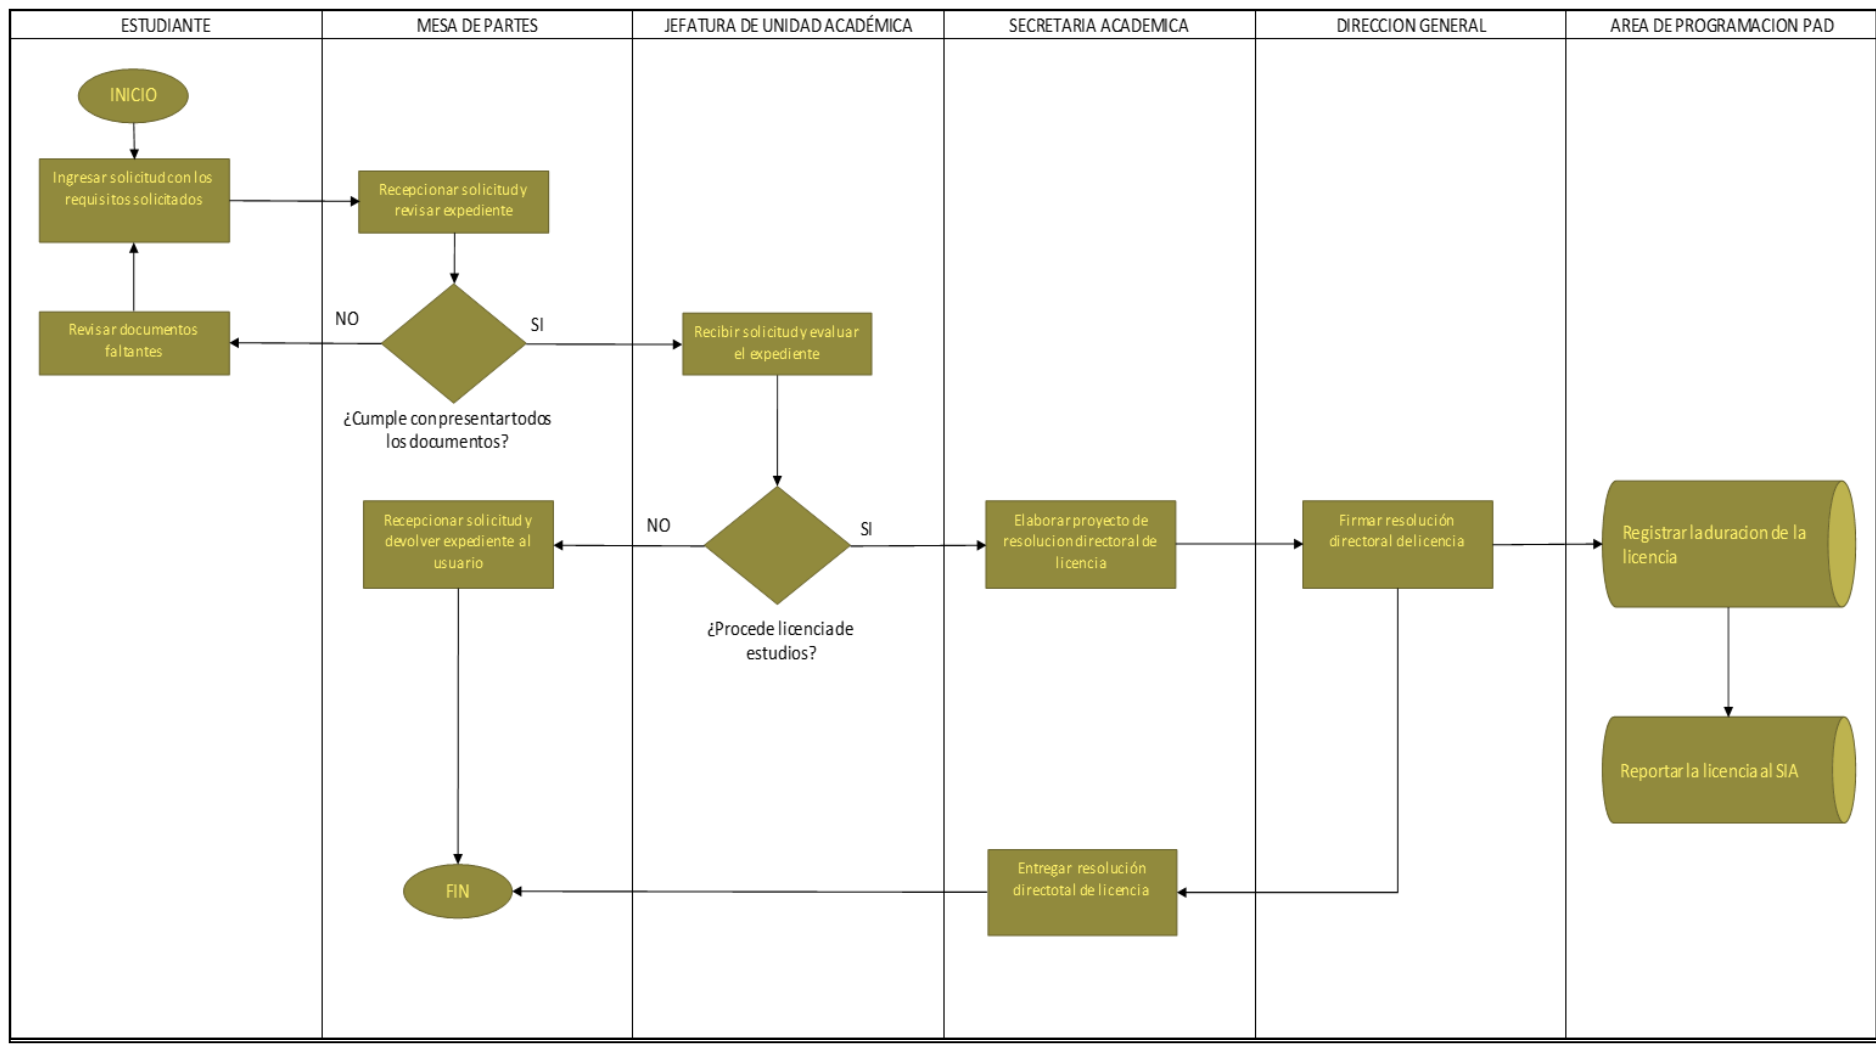 ESTUDIANTE
MESA DE PARTES
JEFATURA DE UNIDAD ACADÉMICA
SECRETARIA ACADEMICA
DIRECCION GENERAL
AREA DE PROGRAMACION PAD
INICIO
Ingresar solicitud con los
requisitos solicitados
Recepcionar solicitud y
revisar expediente
Revisar documentos
faltantes
NO
SI
¿Cumple con presentar todos
los documentos?
Recibir solicitud y evaluar
el expediente
Recepcionar solicitud y
devolver expediente al
usuario
NO
SI
¿Procede licencia de
estudios?
Elaborar proyecto de
resolucion directoral de
licencia
Firmar resolución
directoral de licencia
Registrar la duracion de la
licencia
Reportar la licencia al SIA
Entregar resolución
directotal de licencia
FIN